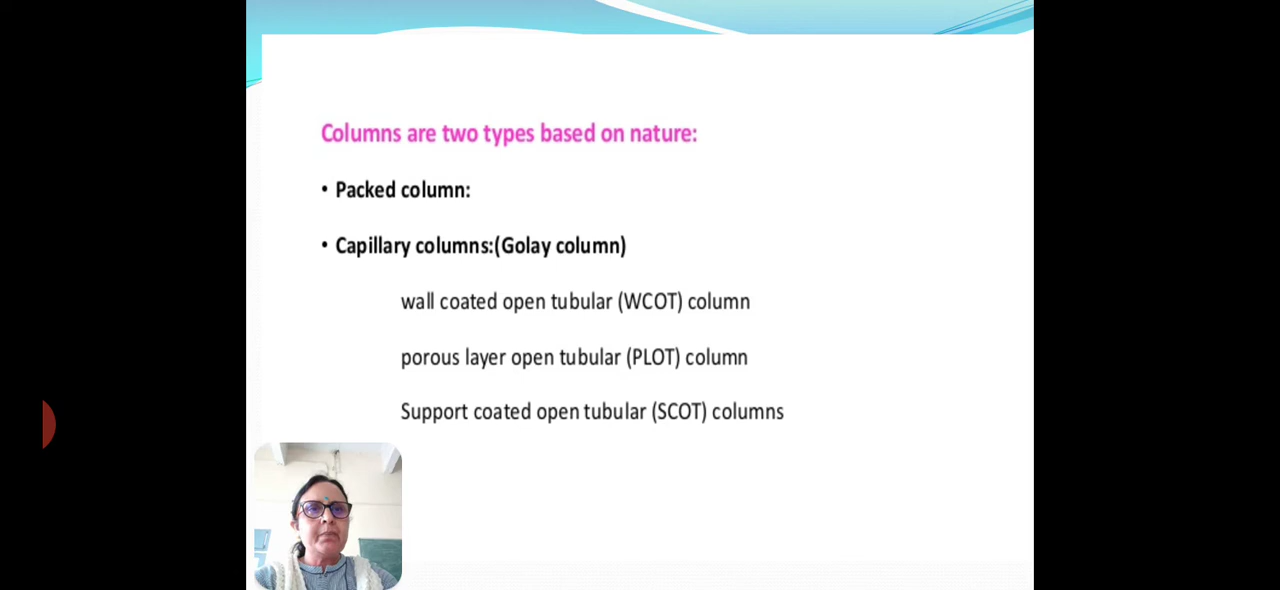 Columns are two types based on nature:
• Packed column:
• Capillary columns:(Golay column)
wall coated open tubular (WCOT) column
porous layer open tubular (PLOT) column
Support coated open tubular (SCOT) columns